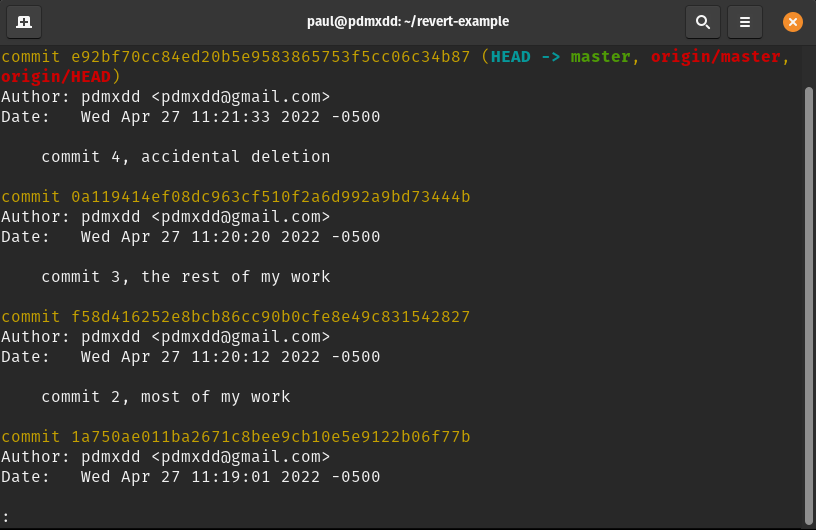 paul@pdmxdd: ~/revert-example
commit e92bf70cc84ed20b5e9583865753f5cc06c34b87 (HEAD -> master, origin/master,
origin/HEAD)
Author: pdmxdd <pdmxdd@gmail.com>
Date:   Wed Apr 27 11:21:33 2022 -0500
    commit 4, accidental deletion
commit 0a119414ef08dc963cf510f2a6d992a9bd73444b
Author: pdmxdd <pdmxdd@gmail.com>
Date:   Wed Apr 27 11:20:20 2022 -0500
    commit 3, the rest of my work
commit f58d416252e8bcb86cc90b0cfe8e49c831542827
Author: pdmxdd <pdmxdd@gmail.com>
Date:   Wed Apr 27 11:20:12 2022 -0500
    commit 2, most of my work
commit 1a750ae011ba2671c8bee9cb10e5e9122b06f77b
Author: pdmxdd <pdmxdd@gmail.com>
Date:   Wed Apr 27 11:19:01 2022 -0500
: